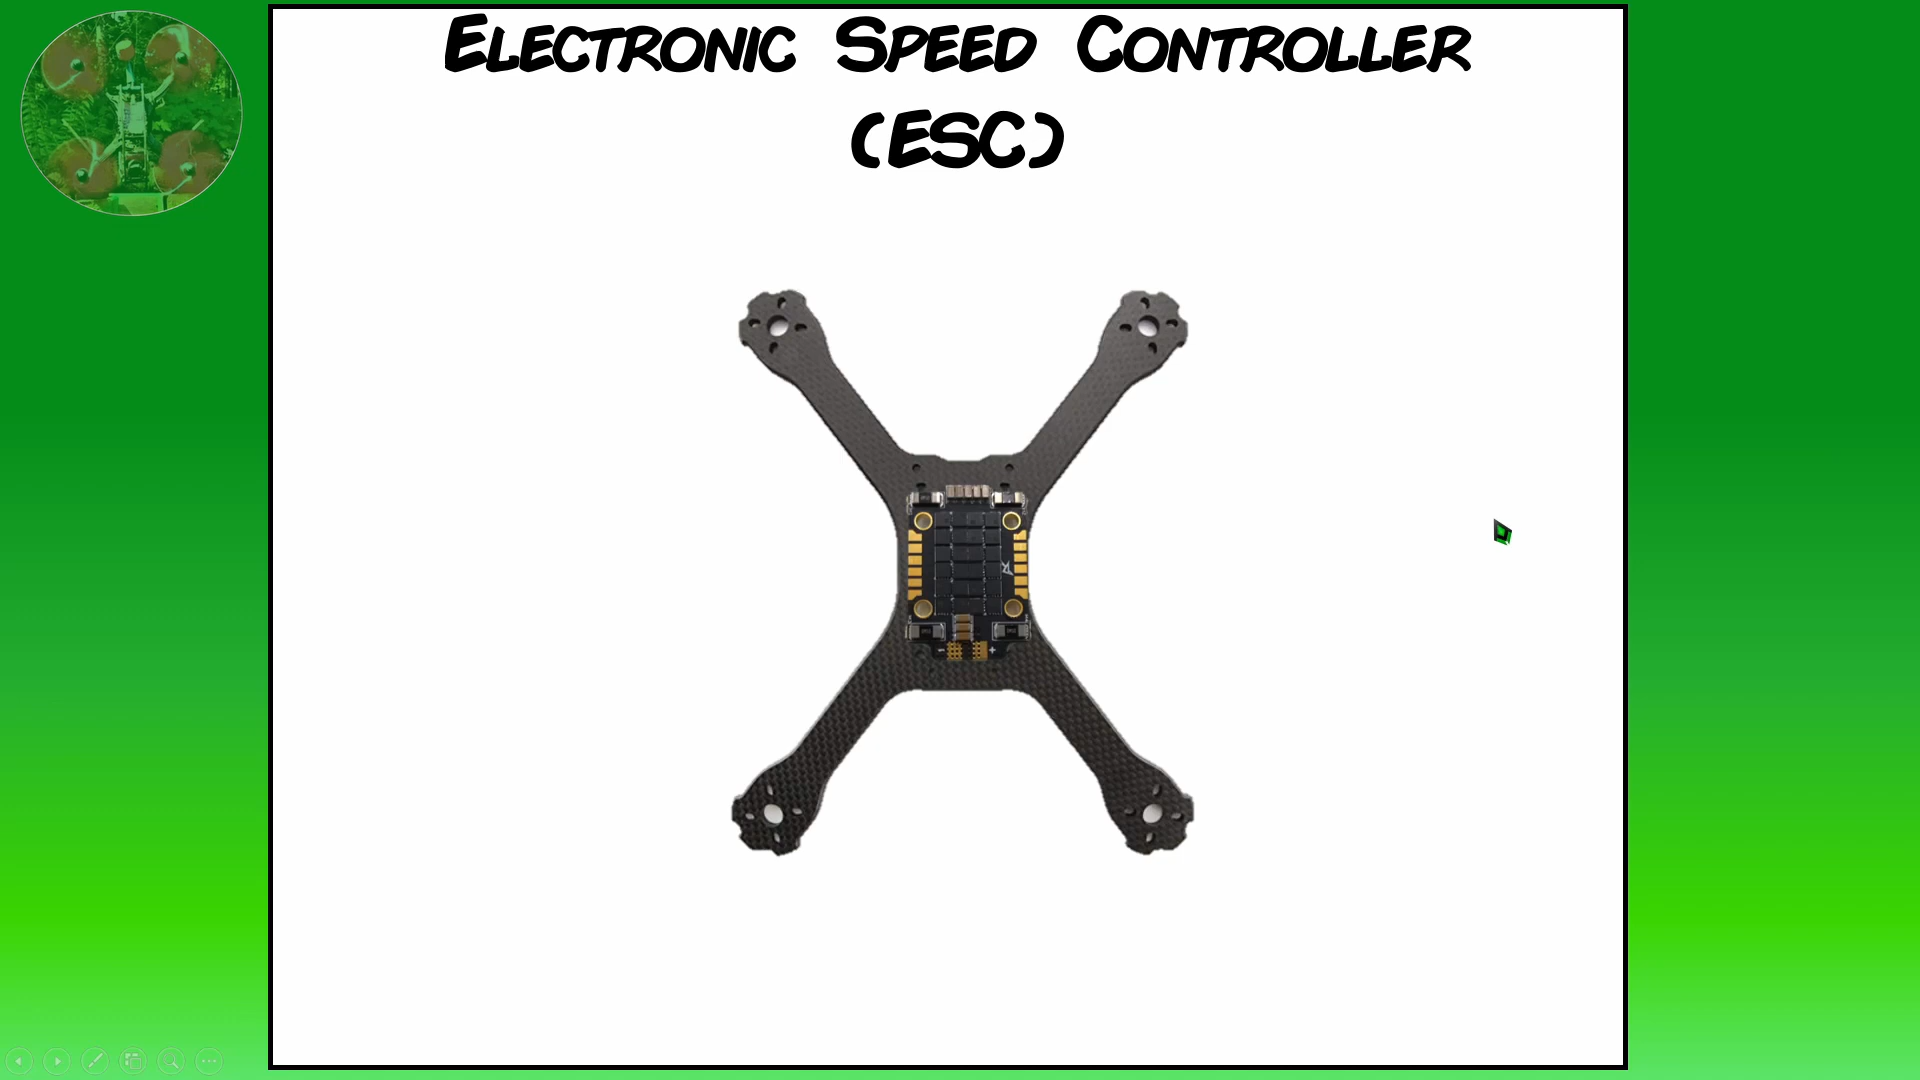 Electronic Speed Controller
(ESC)
- +